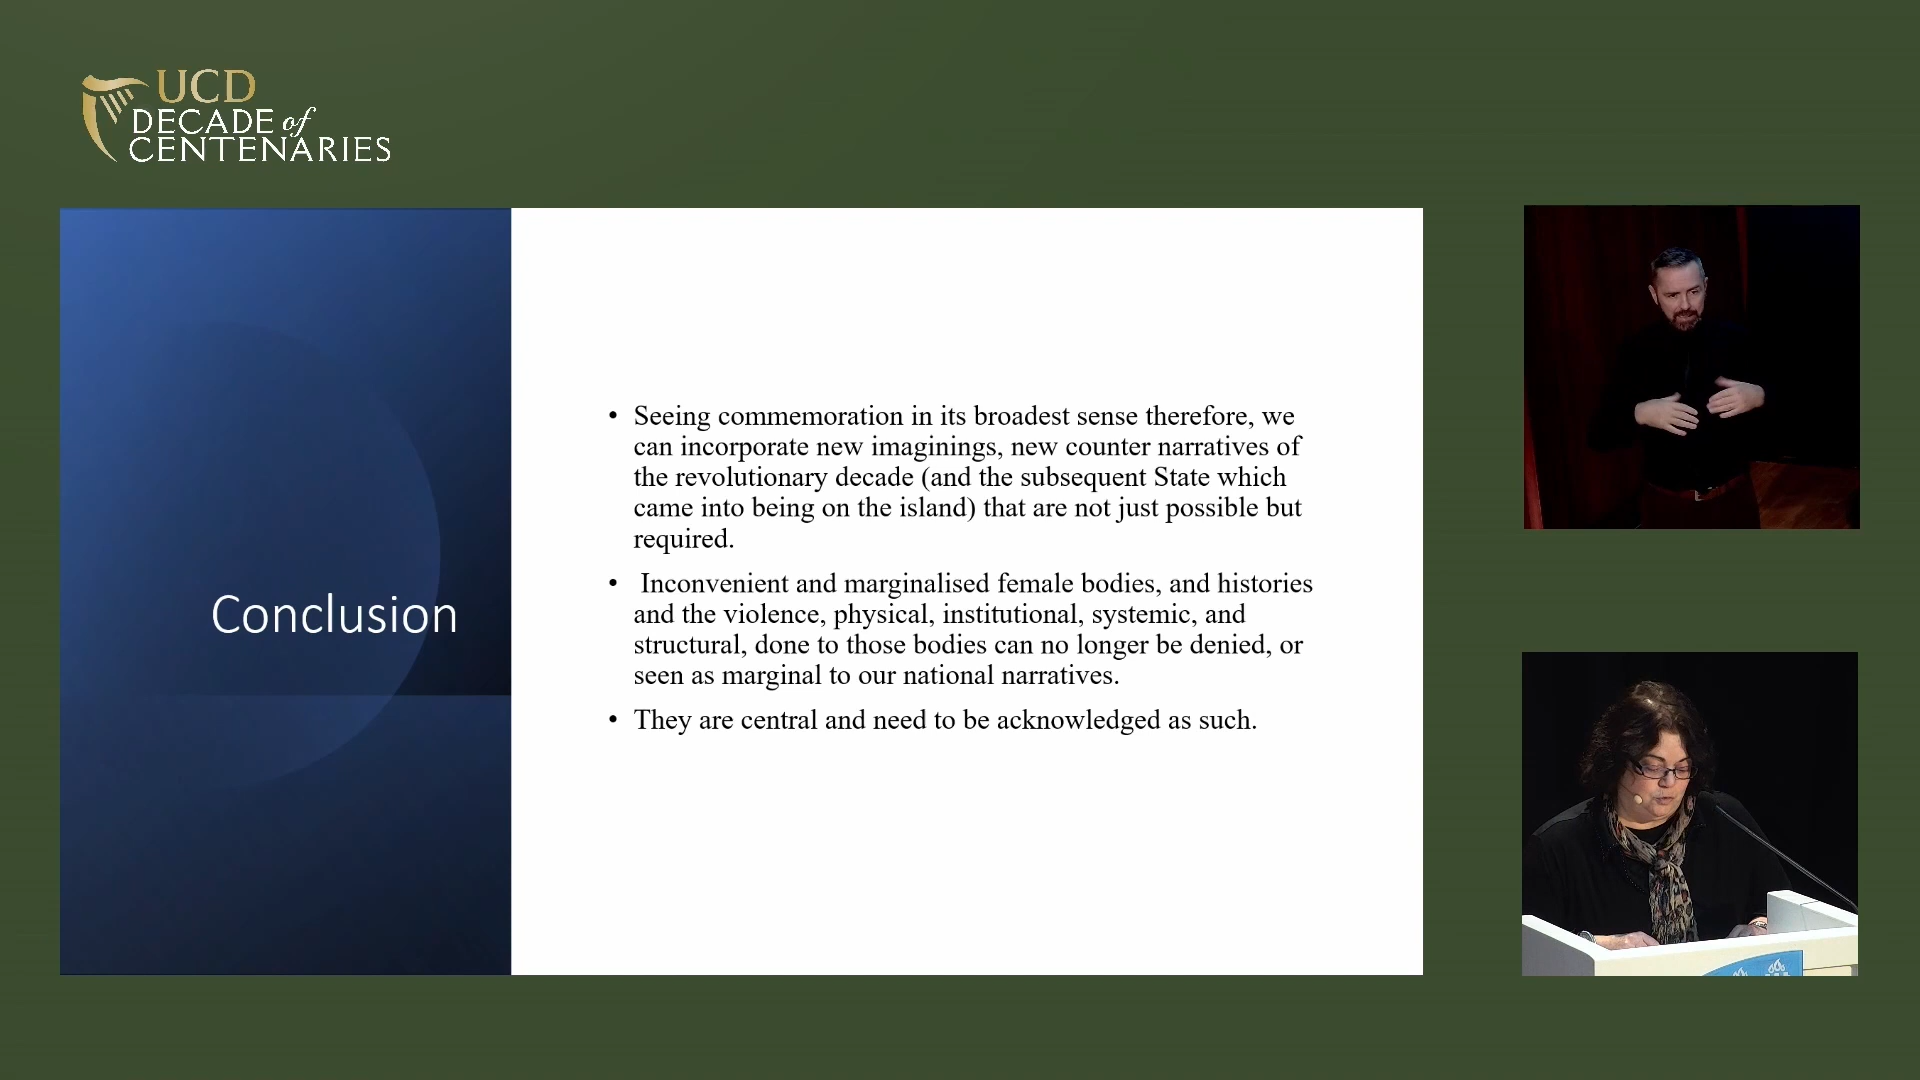 UCD
DECADE of
CENTENARIES
Conclusion
• Seeing commemoration in its broadest sense therefore, we
can incorporate new imaginings, new counter narratives of
the revolutionary decade (and the subsequent State which
came into being on the island) that are not just possible but
required.
• Inconvenient and marginalised female bodies, and histories
and the violence, physical, institutional, systemic, and
structural, done to those bodies can no longer be denied, or
seen as marginal to our national narratives.
• They are central and need to be acknowledged as such.